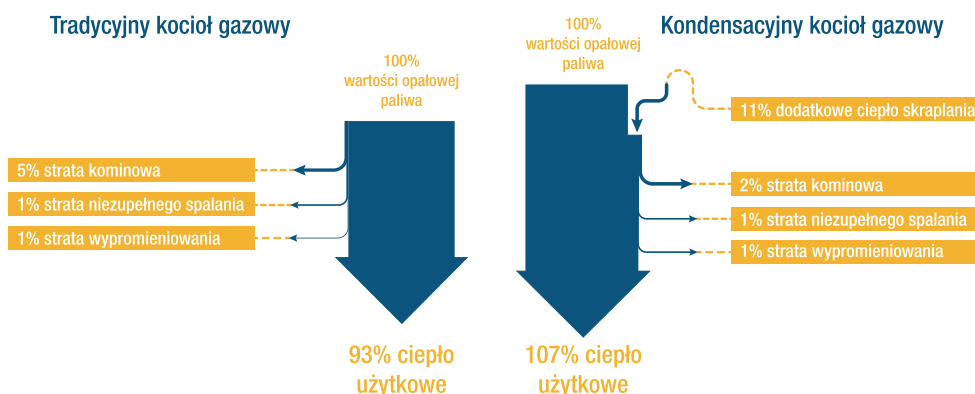 Tradycyjny kocioł gazowy
100%
wartości opałowej
paliwa
5% strata kominowa
1% strata niezupełnego spalania
1% strata wypromieniowania
93% ciepło
użytkowe
Kondensacyjny kocioł gazowy
100%
wartości opałowej
paliwa
11% dodatkowe ciepło skraplania
2% strata kominowa
1% strata niezupełnego spalania
1% strata wypromieniowania
107% ciepło
użytkowe